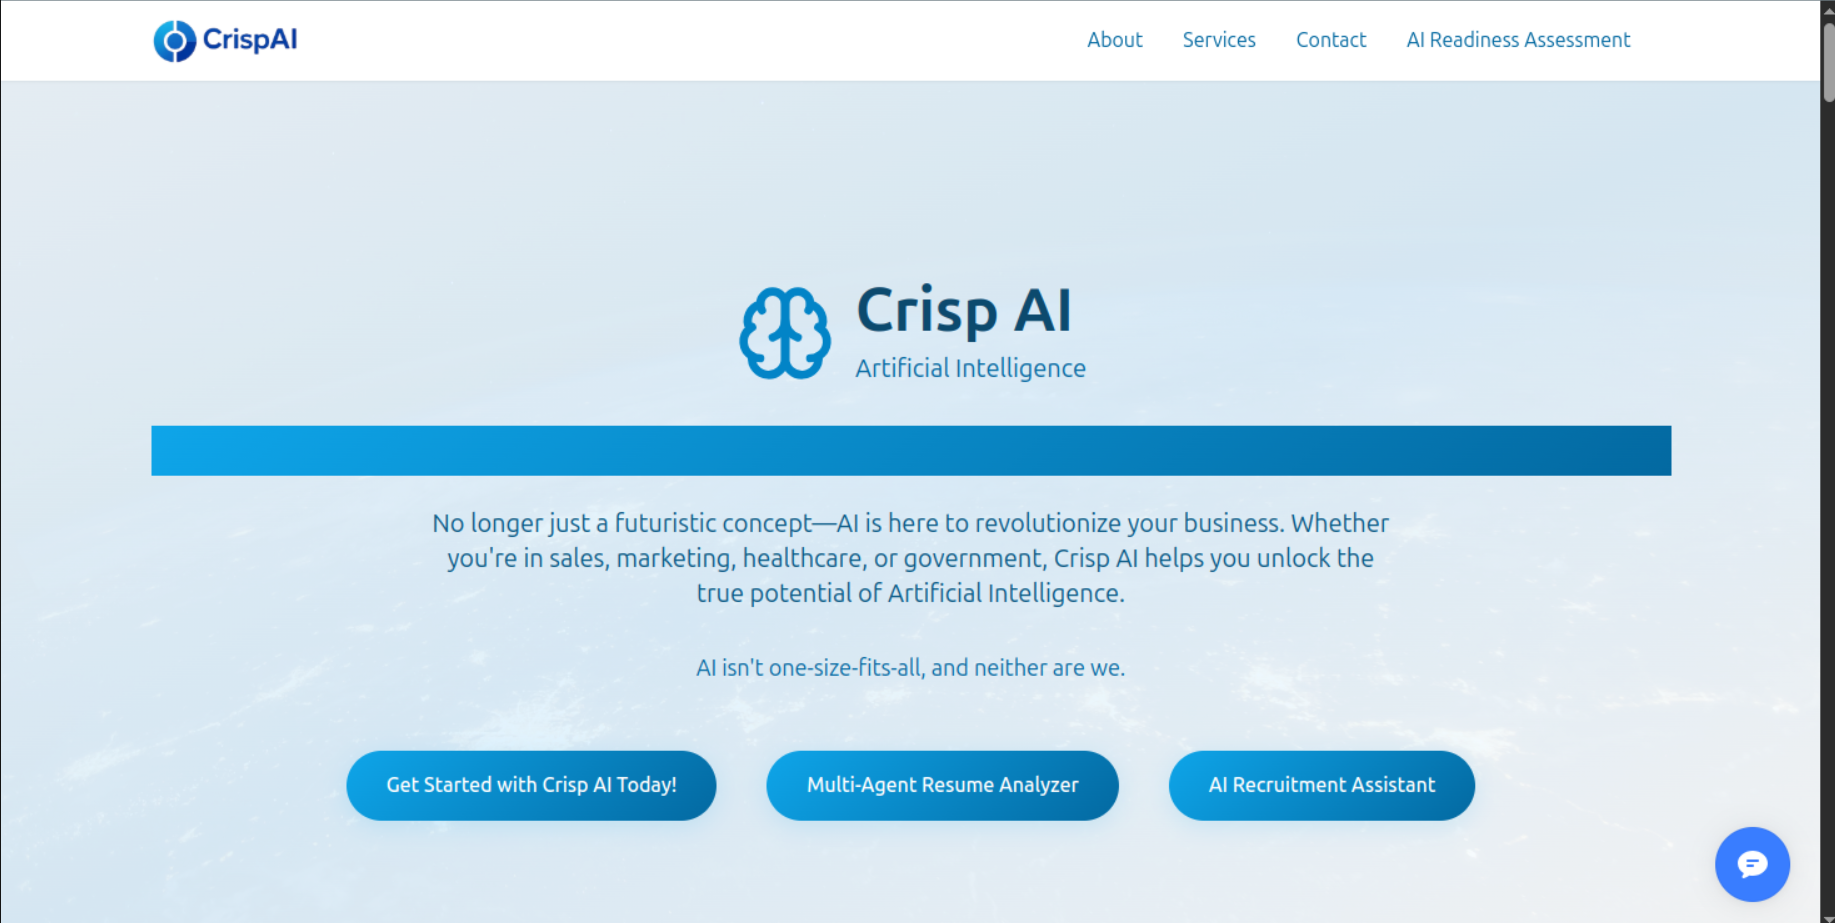 CrispAI
About
Services
Contact
AI Readiness Assessment
Crisp AI
Artificial Intelligence
No longer just a futuristic concept—AI is here to revolutionize your business. Whether
you're in sales, marketing, healthcare, or government, Crisp AI helps you unlock the
true potential of Artificial Intelligence.
AI isn't one-size-fits-all, and neither are we.
Get Started with Crisp AI Today!
Multi-Agent Resume Analyzer
AI Recruitment Assistant